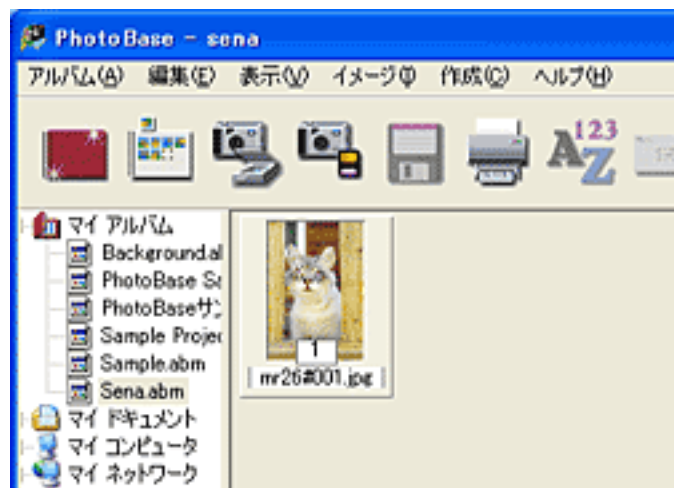 PhotoBase - sena
アルバム(A) 編集(E) 表示(V) イメージ(I) 作成(C) ヘルプ(H)
123
AZ
マイ アルバム
Background.al
PhotoBase Sa
PhotoBaseサン
Sample Projec
Sample.abm
Sena.abm
マイ ドキュメント
マイ コンピュータ
マイ ネットワーク
1
mr26#001.jpg